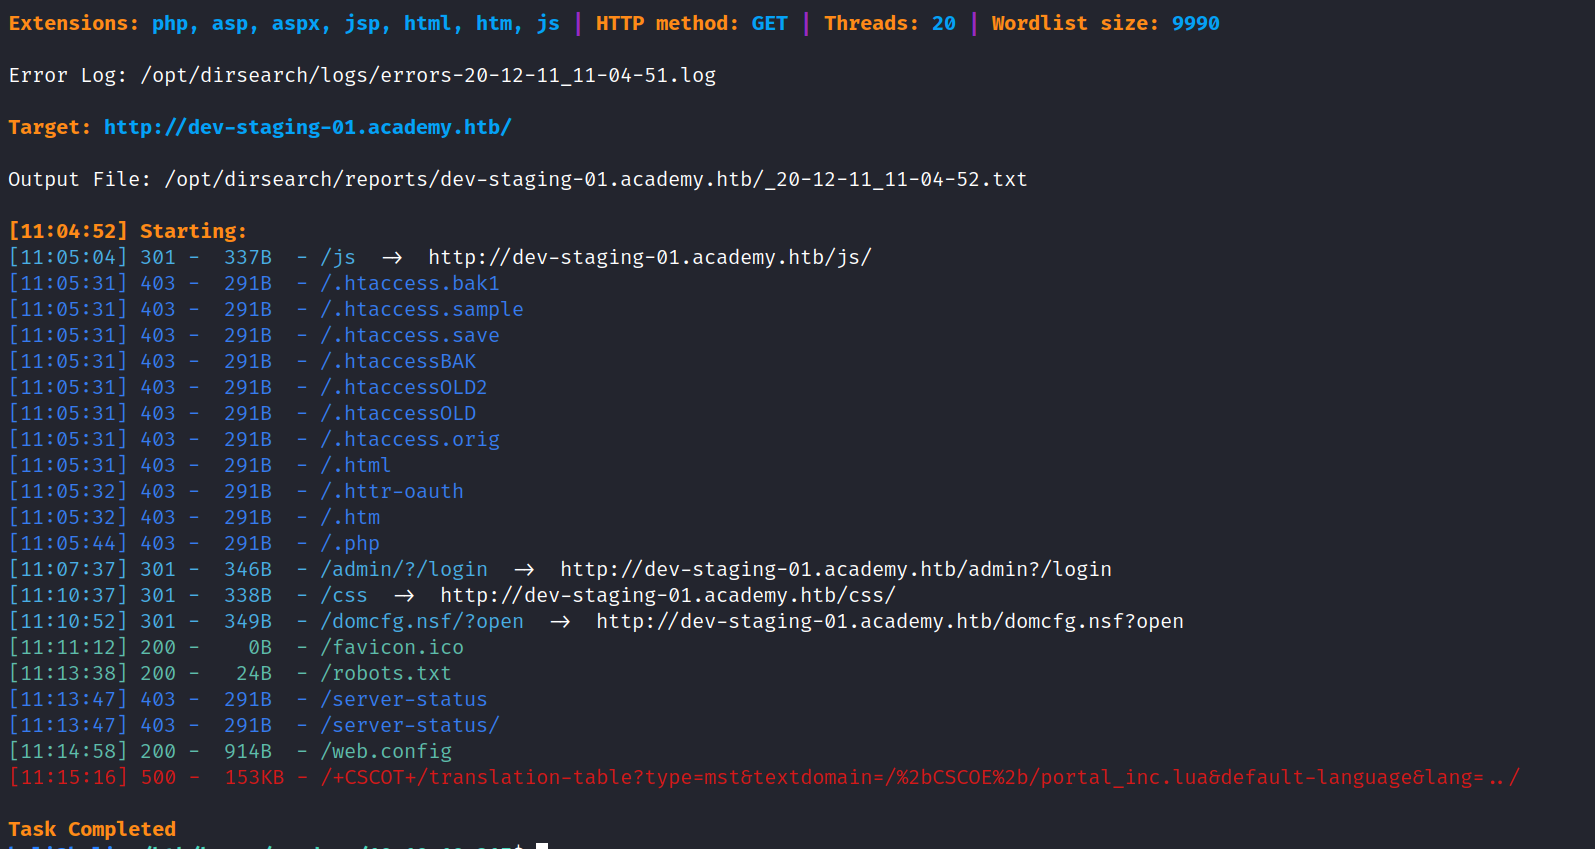 Extensions: php, asp, aspx, jsp, html, htm, js | HTTP method: GET | Threads: 20 | Wordlist size: 9990
Error Log: /opt/dirsearch/logs/errors-20-12-11_11-04-51.log
Target: http://dev-staging-01.academy.htb/
Output File: /opt/dirsearch/reports/dev-staging-01.academy.htb/_20-12-11_11-04-52.txt
[11:04:52] Starting:
[11:05:04] 301 -  337B  - /js  ->  http://dev-staging-01.academy.htb/js/
[11:05:31] 403 -  291B  - /.htaccess.bak1
[11:05:31] 403 -  291B  - /.htaccess.sample
[11:05:31] 403 -  291B  - /.htaccess.save
[11:05:31] 403 -  291B  - /.htaccessBAK
[11:05:31] 403 -  291B  - /.htaccessOLD2
[11:05:31] 403 -  291B  - /.htaccessOLD
[11:05:31] 403 -  291B  - /.htaccess.orig
[11:05:31] 403 -  291B  - /.html
[11:05:32] 403 -  291B  - /.httr-oauth
[11:05:32] 403 -  291B  - /.htm
[11:05:44] 403 -  291B  - /.php
[11:07:37] 301 -  346B  - /admin/?/login  ->  http://dev-staging-01.academy.htb/admin?/login
[11:10:37] 301 -  338B  - /css  ->  http://dev-staging-01.academy.htb/css/
[11:10:52] 301 -  349B  - /domcfg.nsf/?open  ->  http://dev-staging-01.academy.htb/domcfg.nsf?open
[11:11:12] 200 -    0B  - /favicon.ico
[11:13:38] 200 -   24B  - /robots.txt
[11:13:47] 403 -  291B  - /server-status
[11:13:47] 403 -  291B  - /server-status/
[11:14:58] 200 -  914B  - /web.config
[11:15:16] 500 -  153KB - /+CSCOT+/translation-table?type=mst&textdomain=/%2bCSCOE%2b/portal_inc.lua&default-language&lang=../
Task Completed